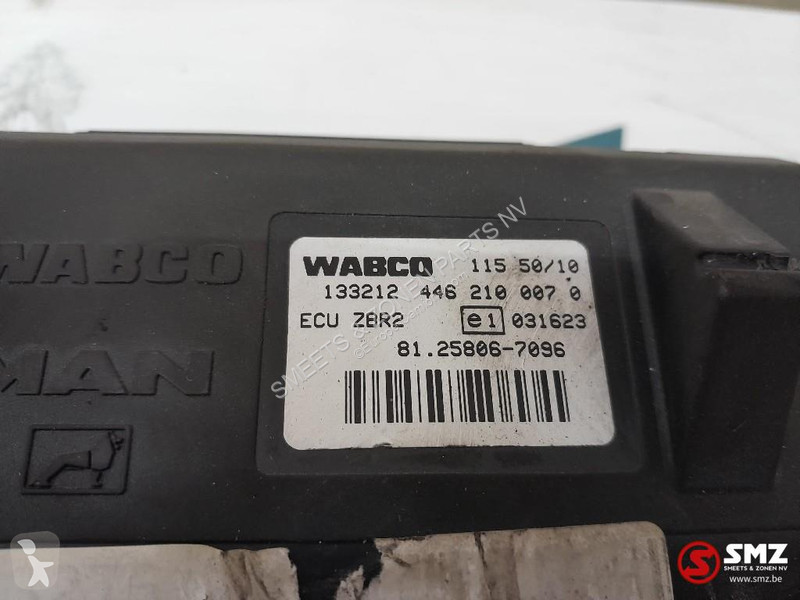 WABCO
MAN
WABCO 115 50/10
133212 446 210 007 0
ECU ZBR2 e1 031623
81.25806-7096
SMEETS & ZONEN PARTS NV
SMZ
SMEETS & ZONEN NV
www.smz.be